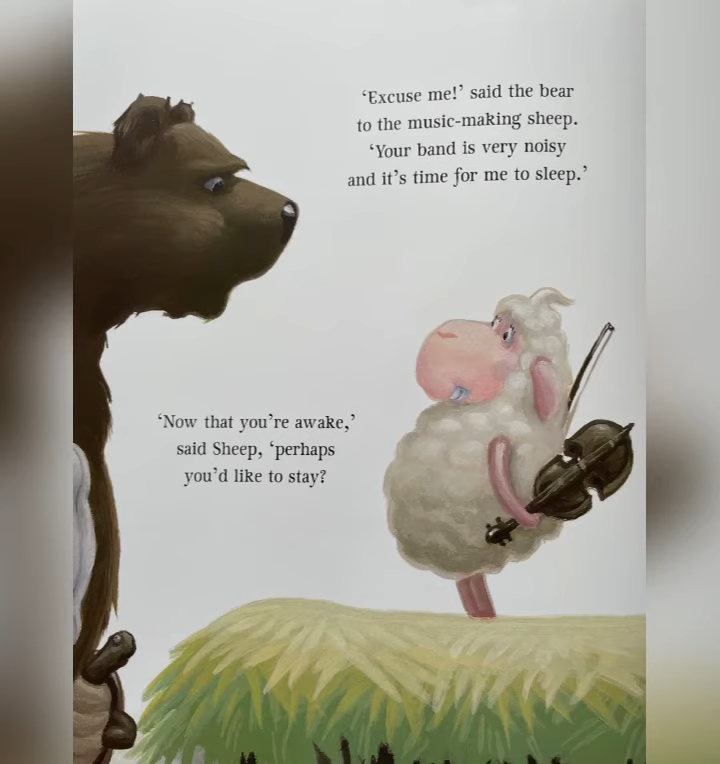 ‘Excuse me!’ said the bear
to the music-making sheep.
‘Your band is very noisy
and it’s time for me to sleep.’
‘Now that you’re awake,’
said Sheep, ‘perhaps
you’d like to stay?